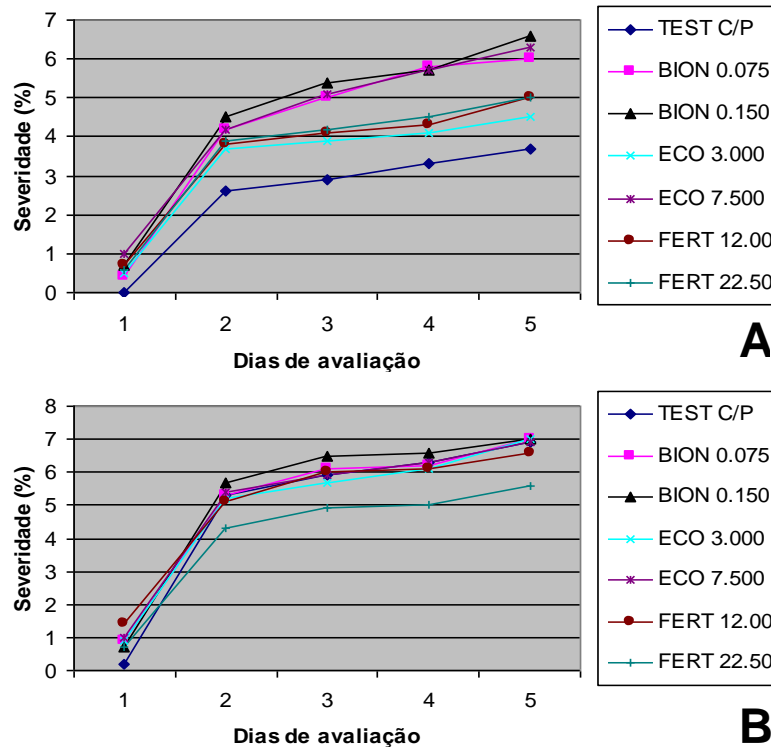 7
6
5
4
3
2
1
0
Severidade (%)
1 2 3 4 5
Dias de avaliação
TEST C/P
BION 0.075
BION 0.150
ECO 3.000
ECO 7.500
FERT 12.00
FERT 22.50
A
8
7
6
5
4
3
2
1
0
Severidade (%)
1 2 3 4 5
Dias de avaliação
TEST C/P
BION 0.075
BION 0.150
ECO 3.000
ECO 7.500
FERT 12.00
FERT 22.50
B